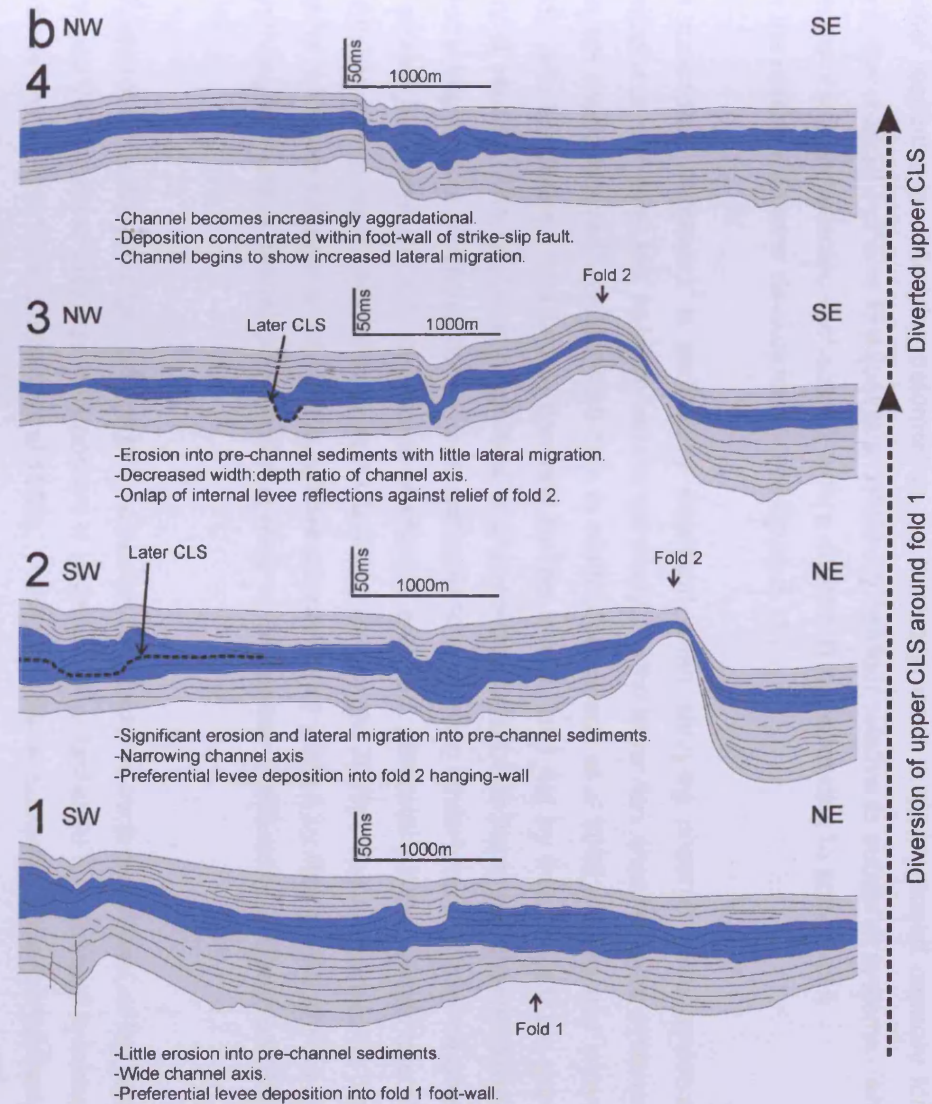 b NW SE
4 50ms 1000m
-Channel becomes increasingly aggradational.
-Deposition concentrated within foot-wall of strike-slip fault.
-Channel begins to show increased lateral migration.
Fold 2
3 NW SE
Later CLS 50ms 1000m
-Erosion into pre-channel sediments with little lateral migration.
-Decreased width:depth ratio of channel axis.
-Onlap of internal levee reflections against relief of fold 2.
Later CLS Fold 2
2 SW NE
50ms 1000m
-Significant erosion and lateral migration into pre-channel sediments.
-Narrowing channel axis
-Preferential levee deposition into fold 2 hanging-wall
1 SW NE
50ms 1000m
Fold 1
-Little erosion into pre-channel sediments.
-Wide channel axis.
-Preferential levee deposition into fold 1 foot-wall.
Diverted upper CLS
Diversion of upper CLS around fold 1